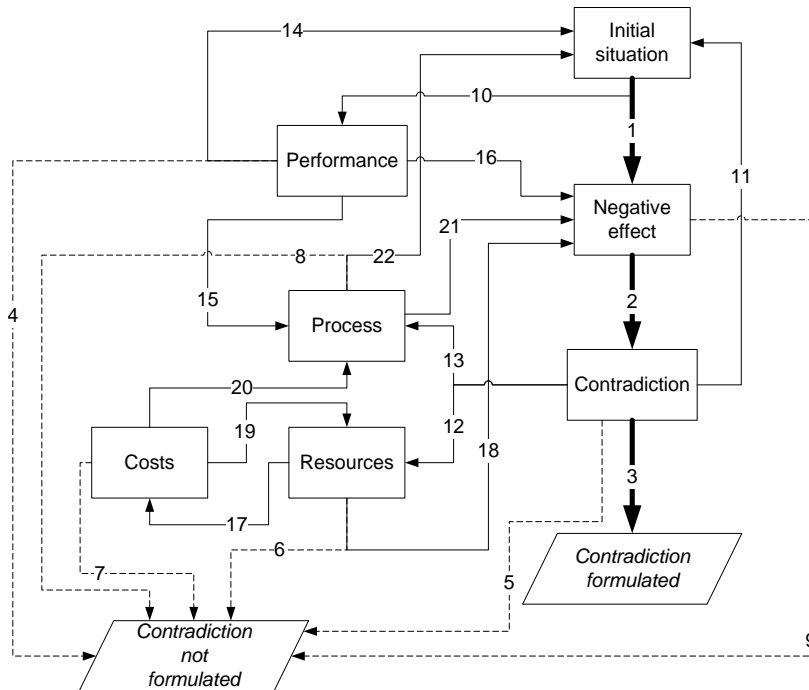 14
Initial
situation
10
1
Performance
16
11
Negative
effect
21
8
22
15
4
2
Process
13
20
Contradiction
19
12
18
Costs
Resources
3
17
6
Contradiction
formulated
7
5
Contradiction
not
formulated
9